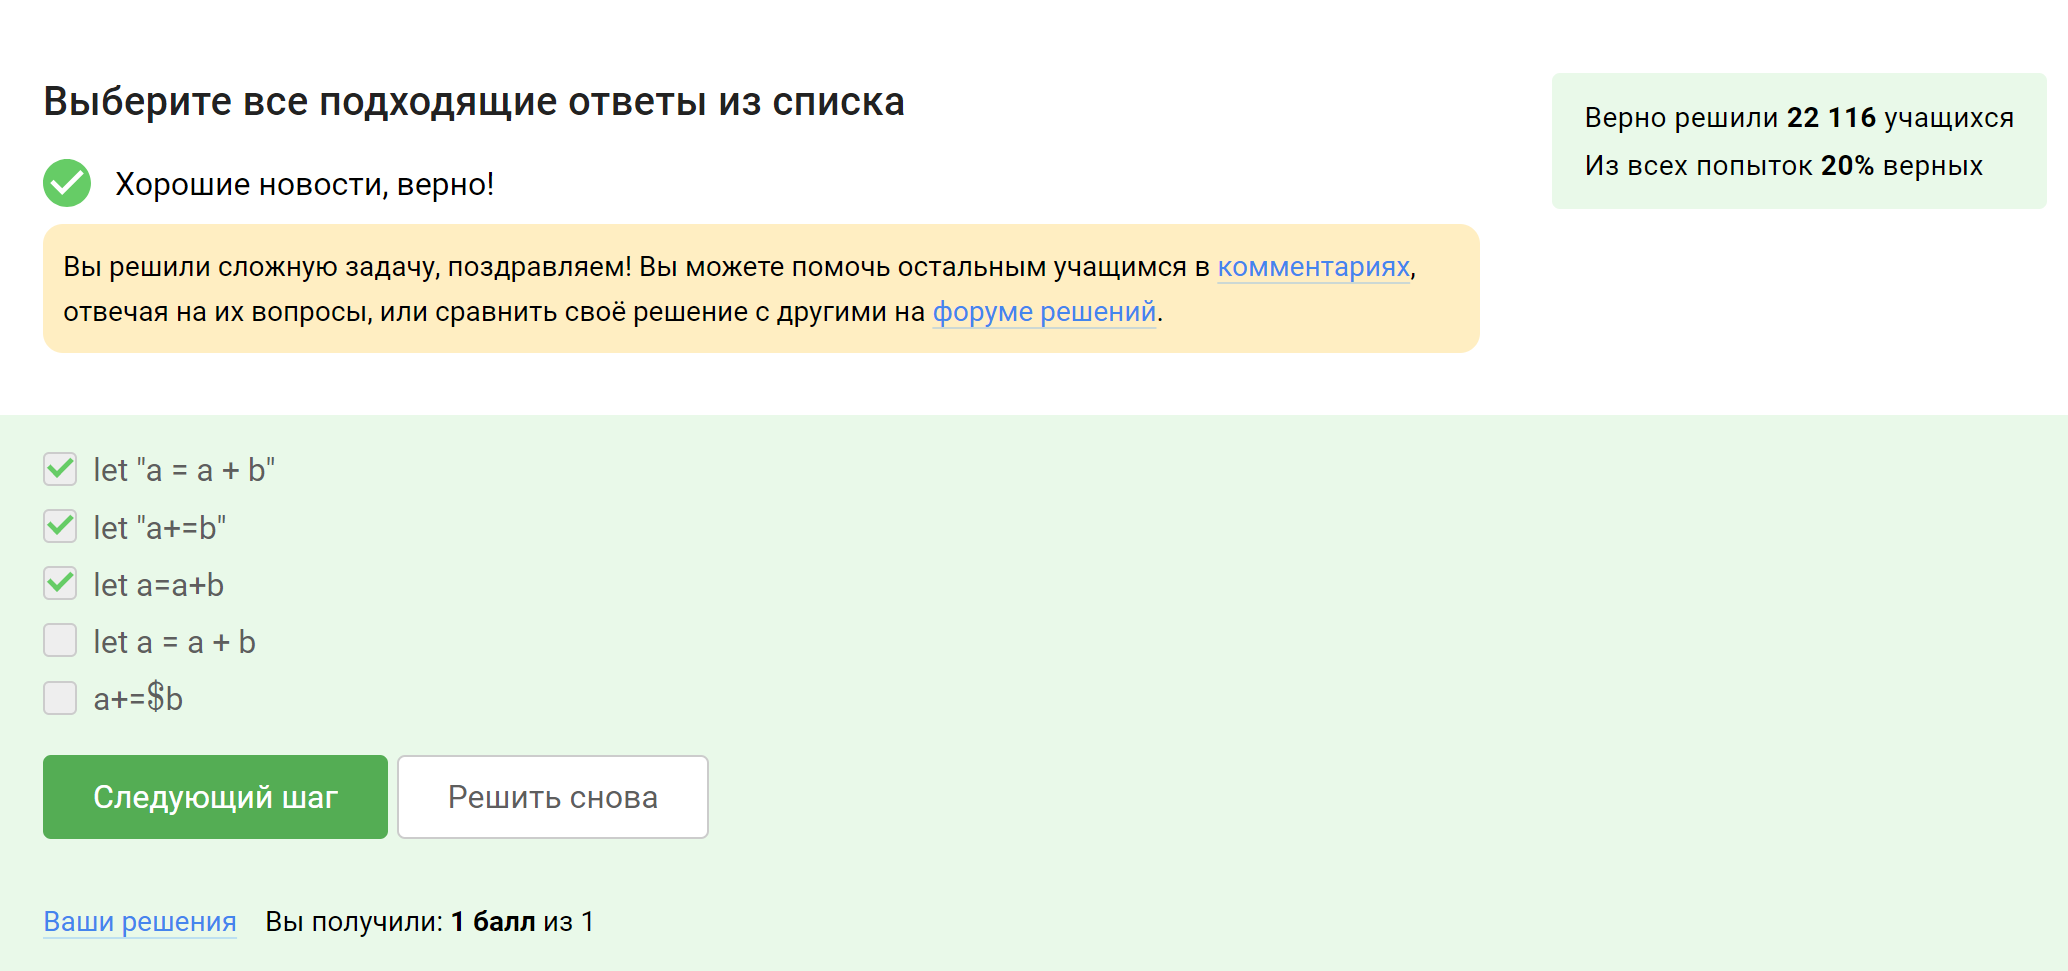 Выберите все подходящие ответы из списка
Верно решили 22 116 учащихся
Из всех попыток 20% верных
Хорошие новости, верно!
Вы решили сложную задачу, поздравляем! Вы можете помочь остальным учащимся в комментариях,
отвечая на их вопросы, или сравнить своё решение с другими на форуме решений.
let "a = a + b"
let "a+=b"
let a=a+b
let a = a + b
a+=$b
Следующий шаг
Решить снова
Ваши решения Вы получили: 1 балл из 1